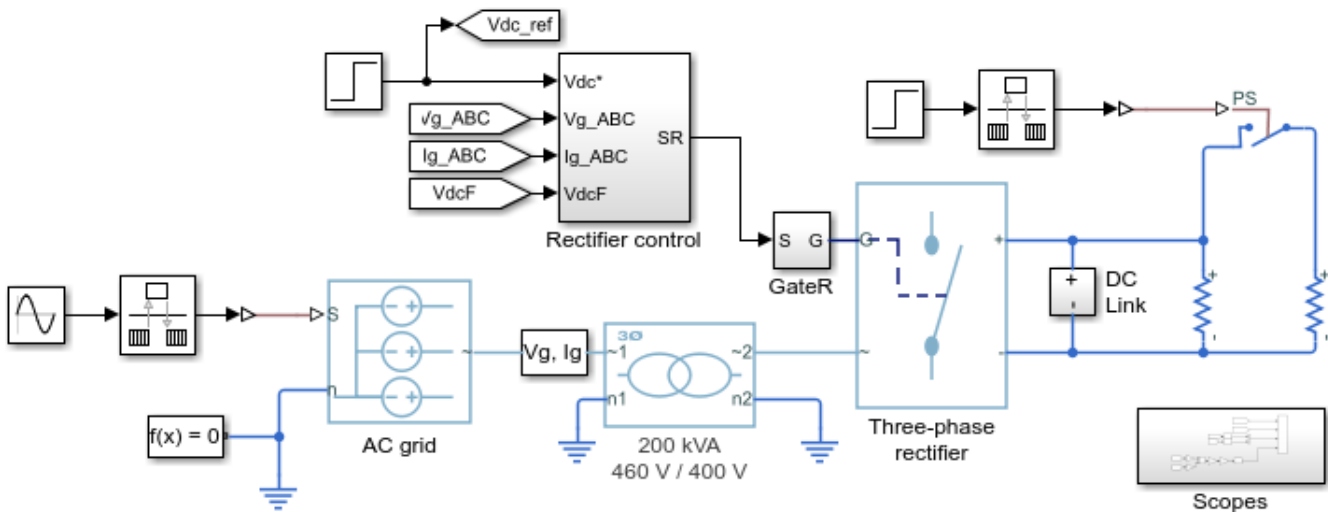 Vdc_ref
Vdc*
Vg_ABC
Vg_ABC
Ig_ABC
Ig_ABC
VdcF
VdcF
SR
Rectifier control
PS
S
G
GateR
G
+
-
~
Three-phase
rectifier
+
-
DC
Link
+
-
+
-
S
n
~
AC grid
f(x) = 0
Vg, Ig
3Ø
~1
~2
n1
n2
200 kVA
460 V / 400 V
Scopes